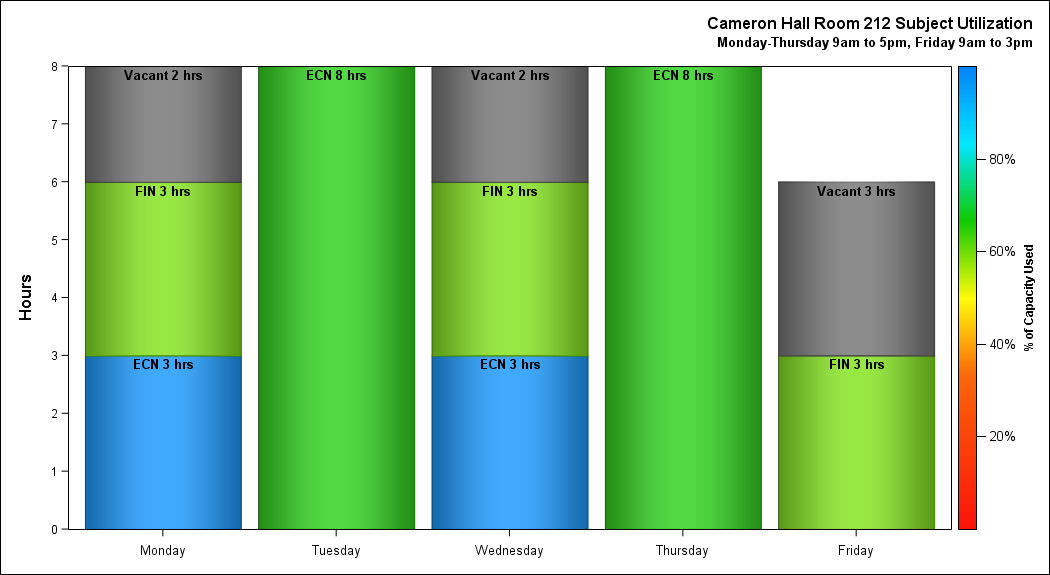 Cameron Hall Room 212 Subject Utilization
Monday-Thursday 9am to 5pm, Friday 9am to 3pm
Hours
8
7
6
5
4
3
2
1
0
Vacant 2 hrs
FIN 3 hrs
ECN 3 hrs
ECN 8 hrs
Vacant 2 hrs
FIN 3 hrs
ECN 3 hrs
ECN 8 hrs
Vacant 3 hrs
FIN 3 hrs
Monday
Tuesday
Wednesday
Thursday
Friday
80%
60%
40%
20%
% of Capacity Used